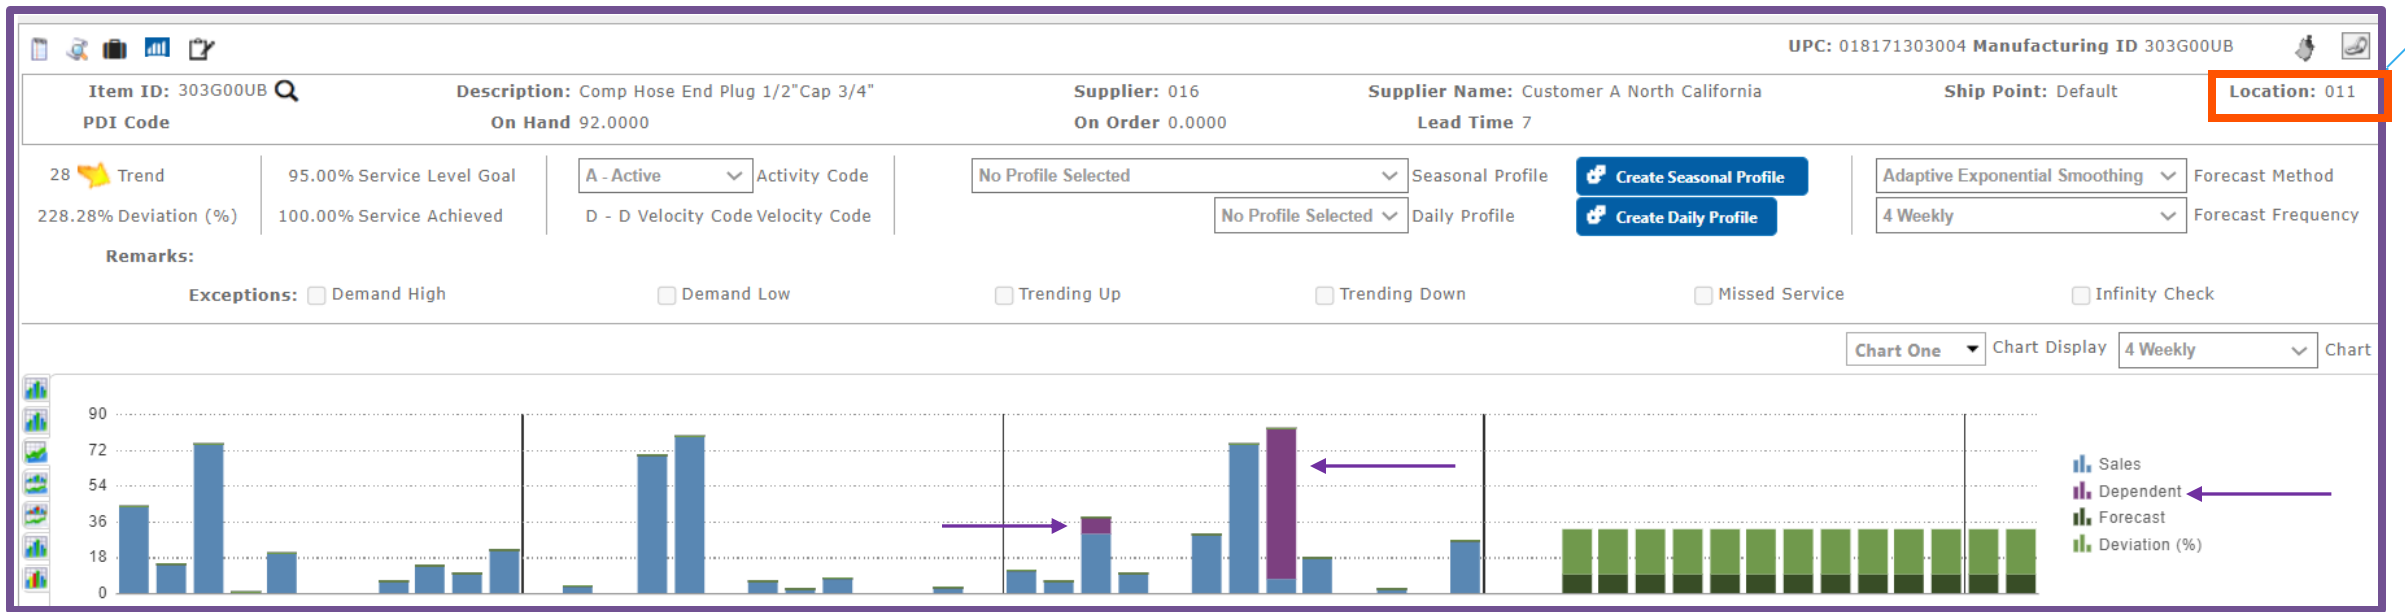 UPC: 018171303004 Manufacturing ID 303G00UB
Item ID: 303G00UB Description: Comp Hose End Plug 1/2"Cap 3/4" Supplier: 016 Supplier Name: Customer A North California Ship Point: Default Location: 011
PDI Code On Hand 92.0000 On Order 0.0000 Lead Time 7
28 Trend 95.00% Service Level Goal A - Active Activity Code No Profile Selected Seasonal Profile Create Seasonal Profile Adaptive Exponential Smoothing Forecast Method
228.28% Deviation (%) 100.00% Service Achieved D - D Velocity Code Velocity Code No Profile Selected Daily Profile Create Daily Profile 4 Weekly Forecast Frequency
Remarks:
Exceptions: Demand High Demand Low Trending Up Trending Down Missed Service Infinity Check
Chart One Chart Display 4 Weekly Chart
90
72
54
36
18
0
Sales
Dependent
Forecast
Deviation (%)